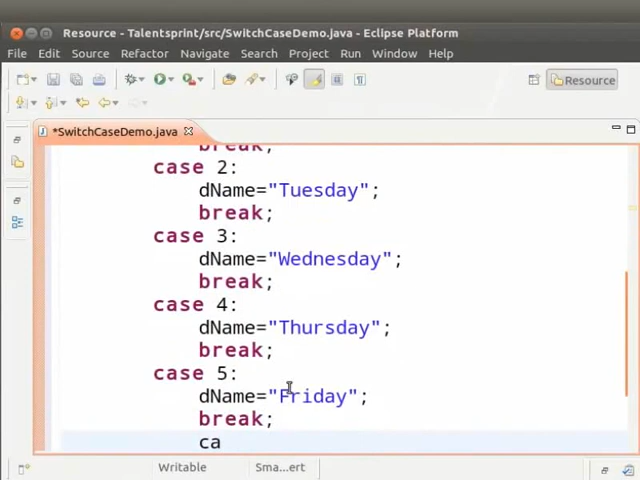 Resource - Talentsprint/src/SwitchCaseDemo.java - Eclipse Platform
File Edit Source Refactor Navigate Search Project Run Window Help
Resource
*SwitchCaseDemo.java
break;
case 2:
dName="Tuesday";
break;
case 3:
dName="Wednesday";
break;
case 4:
dName="Thursday";
break;
case 5:
dName="Friday";
break;
ca
Writable Sma...ert